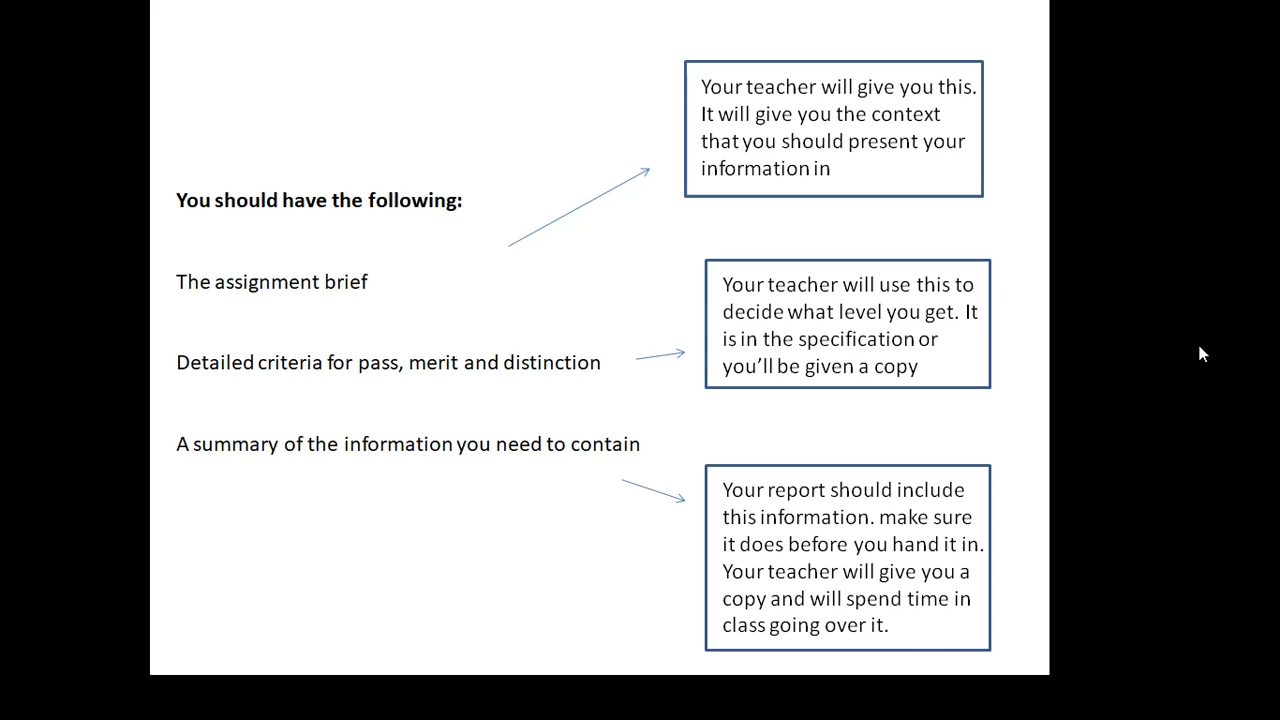 You should have the following:
The assignment brief
Detailed criteria for pass, merit and distinction
A summary of the information you need to contain
Your teacher will give you this.
It will give you the context
that you should present your
information in
Your teacher will use this to
decide what level you get. It
is in the specification or
you’ll be given a copy
Your report should include
this information. make sure
it does before you hand it in.
Your teacher will give you a
copy and will spend time in
class going over it.